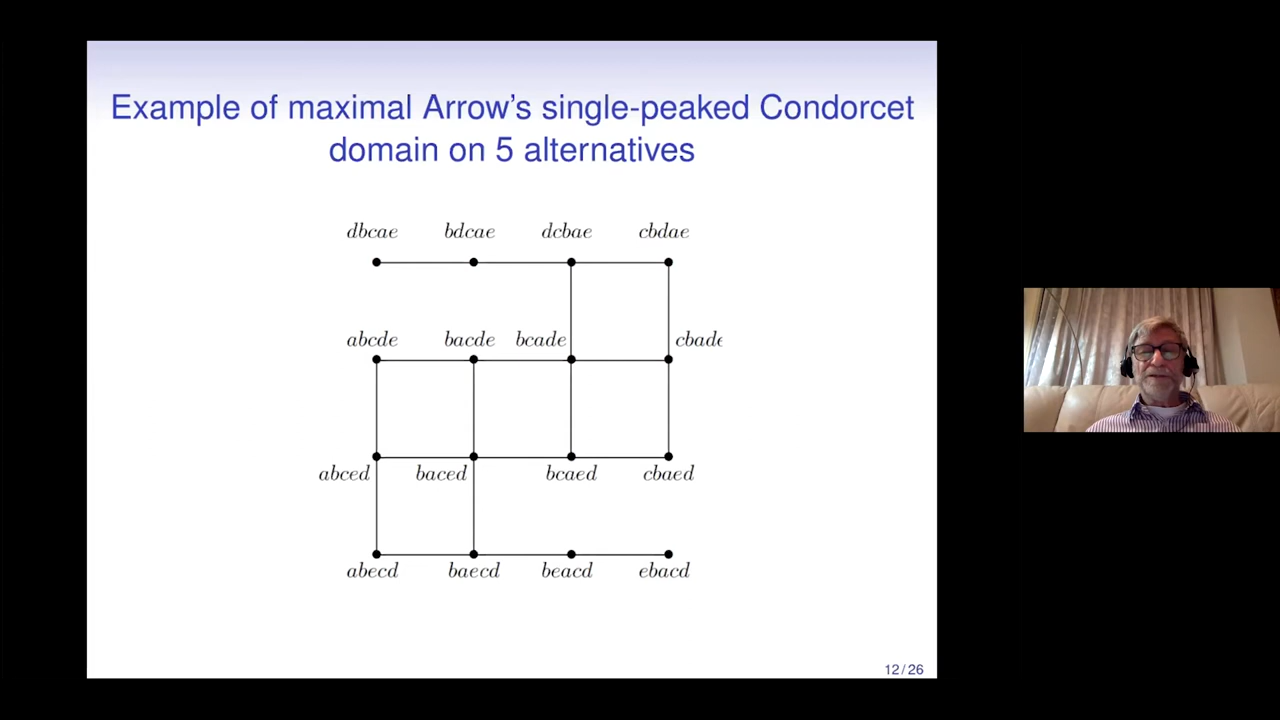 Example of maximal Arrow's single-peaked Condorcet
domain on 5 alternatives
dbcae bdcae dcbae cbdae
abcde bacde bcade cbade
abced baced bcaed cbaed
abecd baecd beacd ebacd
12 / 26